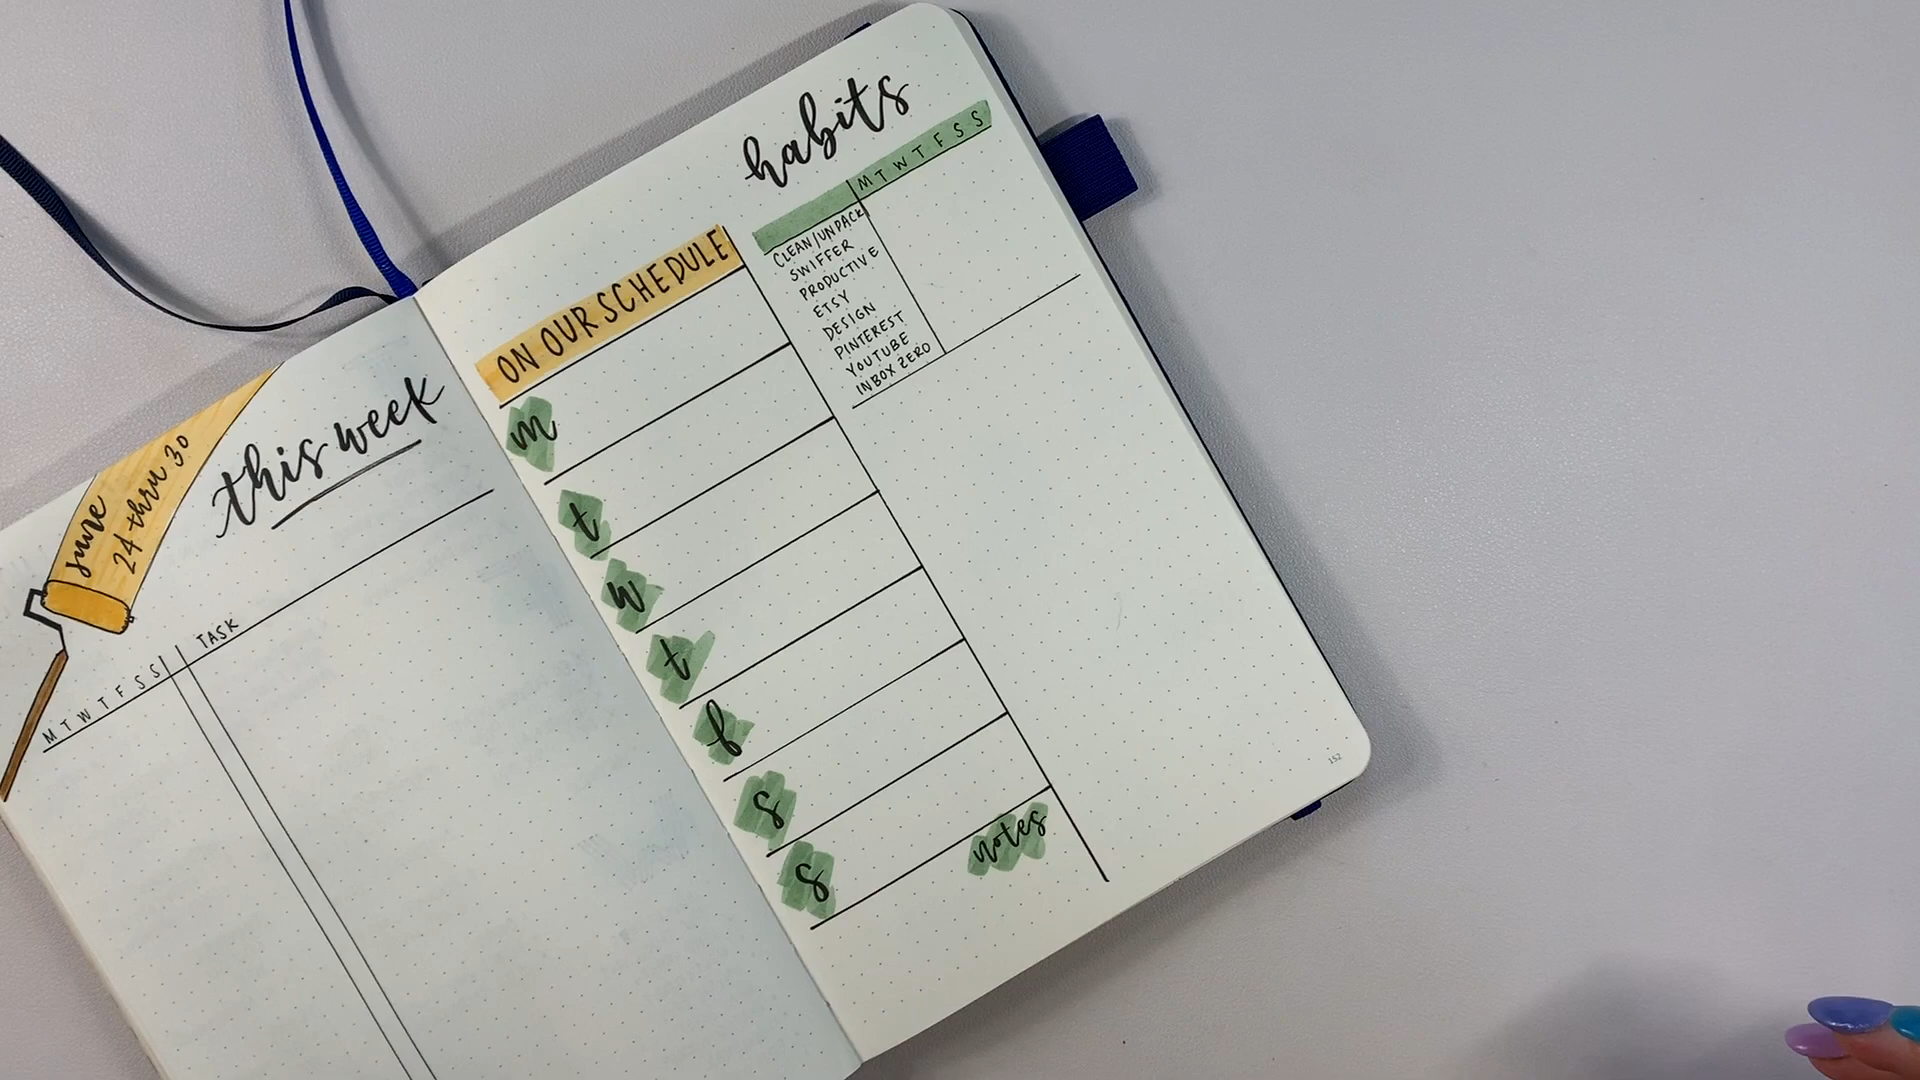 june
24 thru 30
this week
M T W T F S S TASK
habits
M T W T F S S
CLEAN/UNPACK
SWIFFER
PRODUCTIVE
ETSY
DESIGN
PINTEREST
YOUTUBE
INBOX ZERO
ON OUR SCHEDULE
m
t
w
t
f
s
s
notes
152